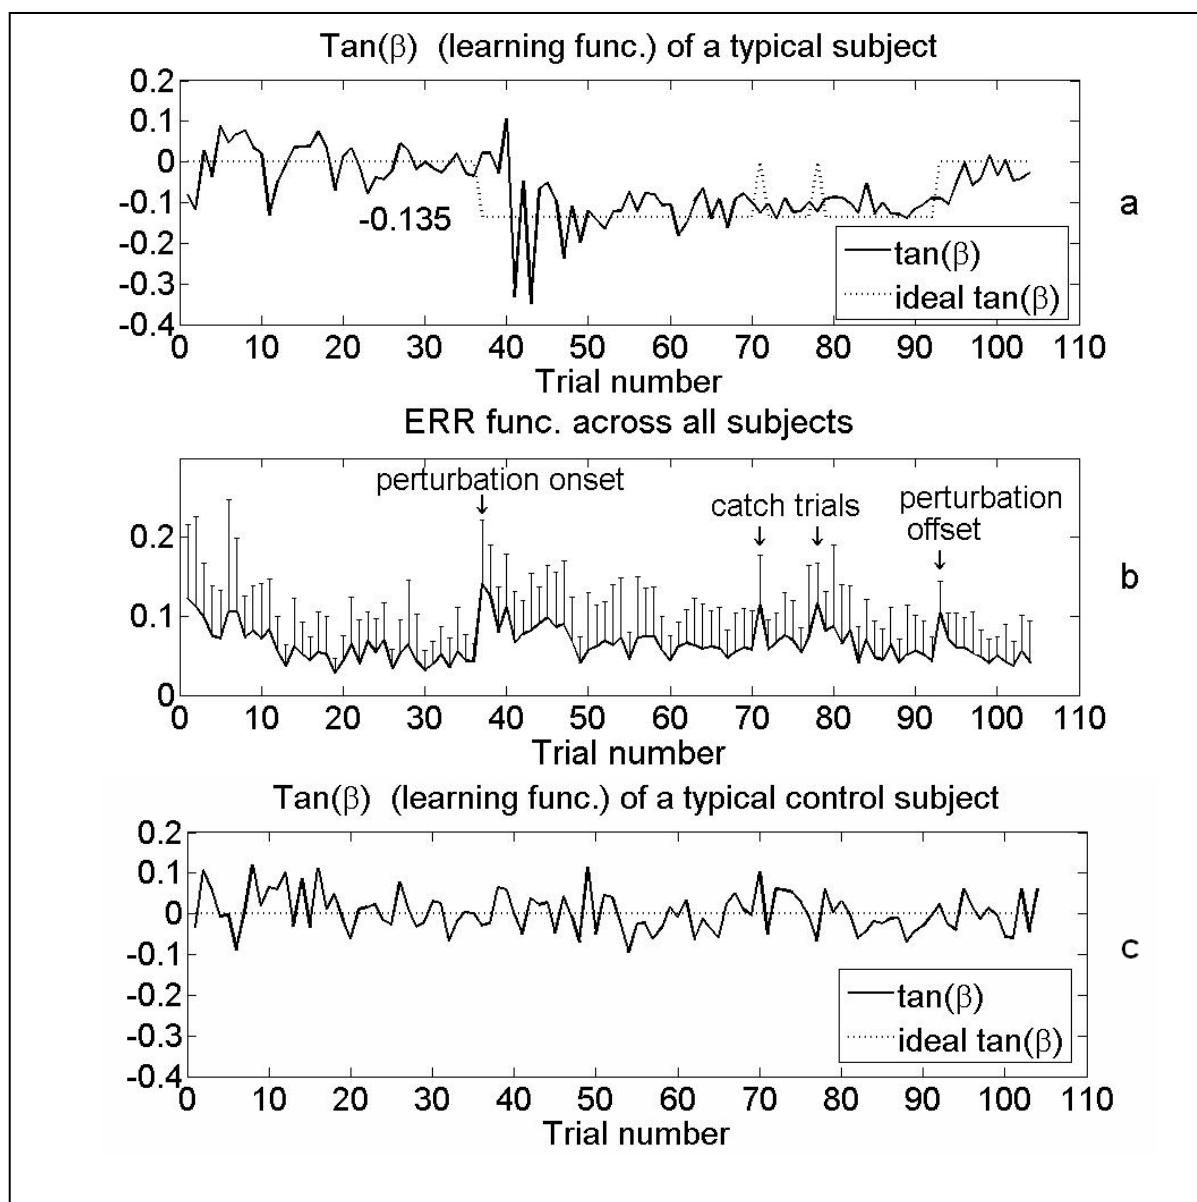 Tan(β) (learning func.) of a typical subject
0.2
0.1
0
-0.1
-0.2
-0.3
-0.4
-0.135
a
tan(β)
ideal tan(β)
0 10 20 30 40 50 60 70 80 90 100 110
Trial number
ERR func. across all subjects
0.2
0.1
0
perturbation onset
catch trials
perturbation
offset
b
0 10 20 30 40 50 60 70 80 90 100 110
Trial number
Tan(β) (learning func.) of a typical control subject
0.2
0.1
0
-0.1
-0.2
-0.3
-0.4
c
tan(β)
ideal tan(β)
0 10 20 30 40 50 60 70 80 90 100 110
Trial number